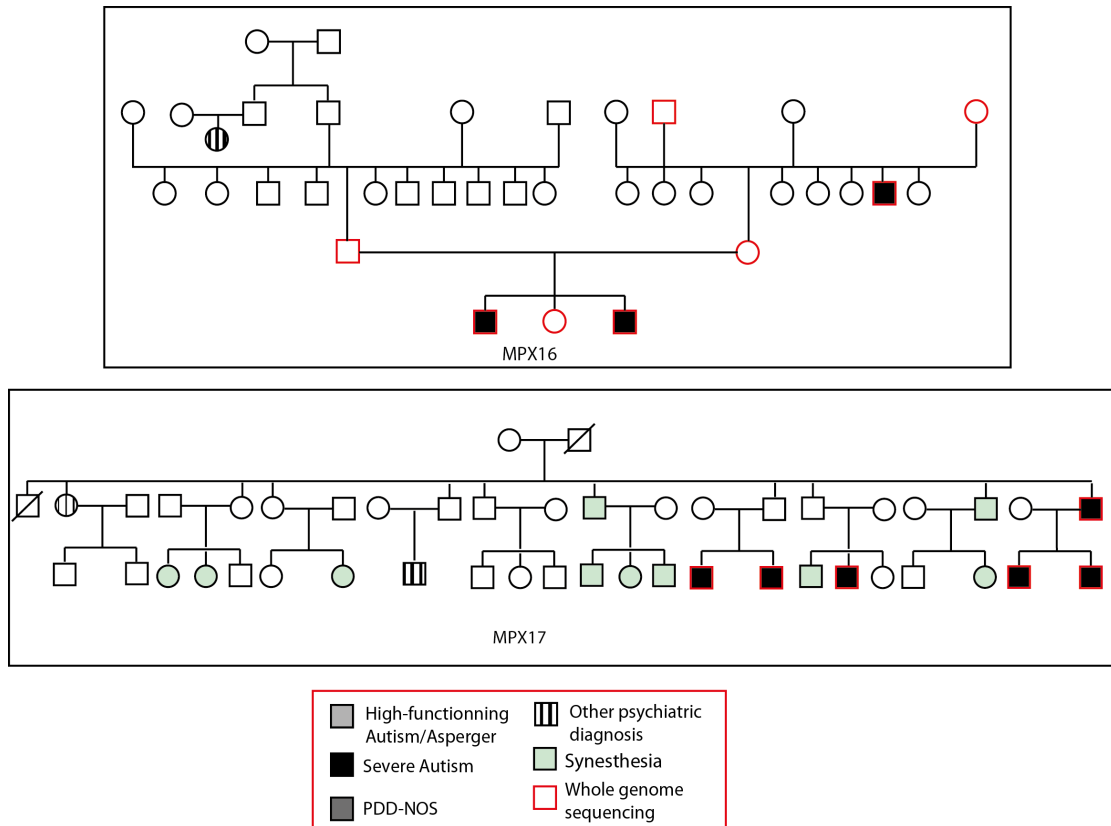 MPX16
MPX17
High-functionning
Autism/Asperger
Severe Autism
PDD-NOS
Other psychiatric
diagnosis
Synesthesia
Whole genome
sequencing